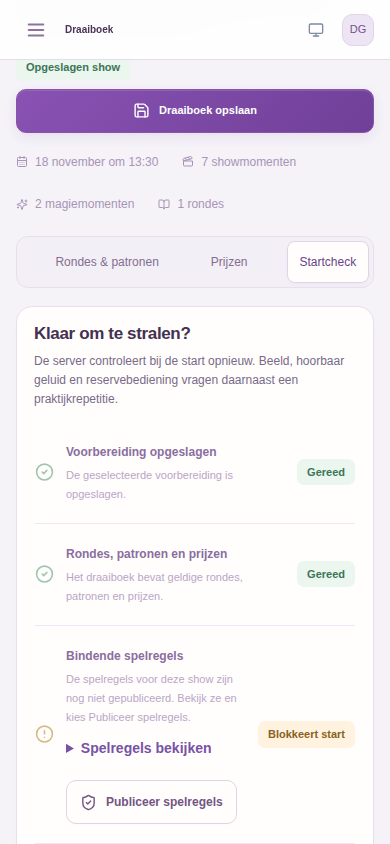 Draaiboek
DG
Opgeslagen show
Draaiboek opslaan
18 november om 13:30
7 showmomenten
2 magiemomenten
1 rondes
Rondes & patronen
Prijzen
Startcheck
Klaar om te stralen?
De server controleert bij de start opnieuw. Beeld, hoorbaar
geluid en reservebediening vragen daarnaast een
praktijkrepetitie.
Voorbereiding opgeslagen
De geselecteerde voorbereiding is
opgeslagen.
Gereed
Rondes, patronen en prijzen
Het draaiboek bevat geldige rondes,
patronen en prijzen.
Gereed
Bindende spelregels
De spelregels voor deze show zijn
nog niet gepubliceerd. Bekijk ze en
kies Publiceer spelregels.
Blokkeert start
Spelregels bekijken
Publiceer spelregels